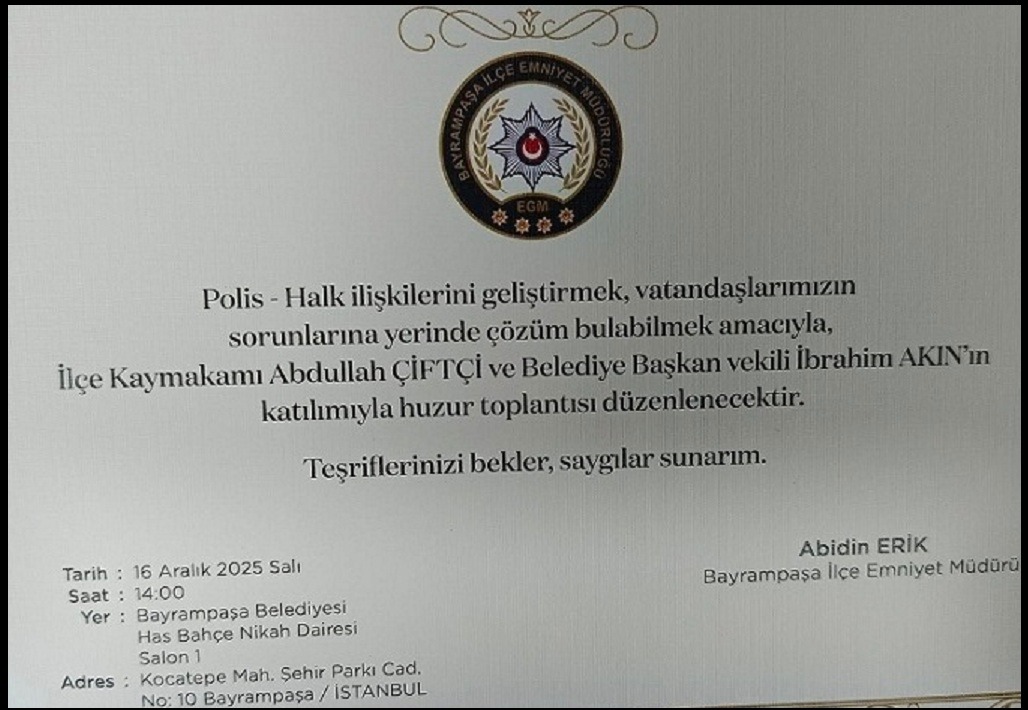 BAYRAMPAŞA İLÇE EMNİYET MÜDÜRLÜĞÜ
EGM
Polis - Halk ilişkilerini geliştirmek, vatandaşlarımızın
sorunlarına yerinde çözüm bulabilmek amacıyla,
İlçe Kaymakamı Abdullah ÇİFTÇİ ve Belediye Başkan vekili İbrahim AKIN'ın
katılımıyla huzur toplantısı düzenlenecektir.
Teşriflerinizi bekler, saygılar sunarım.
Abidin ERİK
Bayrampaşa İlçe Emniyet Müdürü
Tarih : 16 Aralık 2025 Salı
Saat : 14:00
Yer : Bayrampaşa Belediyesi
Has Bahçe Nikah Dairesi
Salon 1
Adres : Kocatepe Mah. Şehir Parkı Cad.
No: 10 Bayrampaşa / İSTANBUL